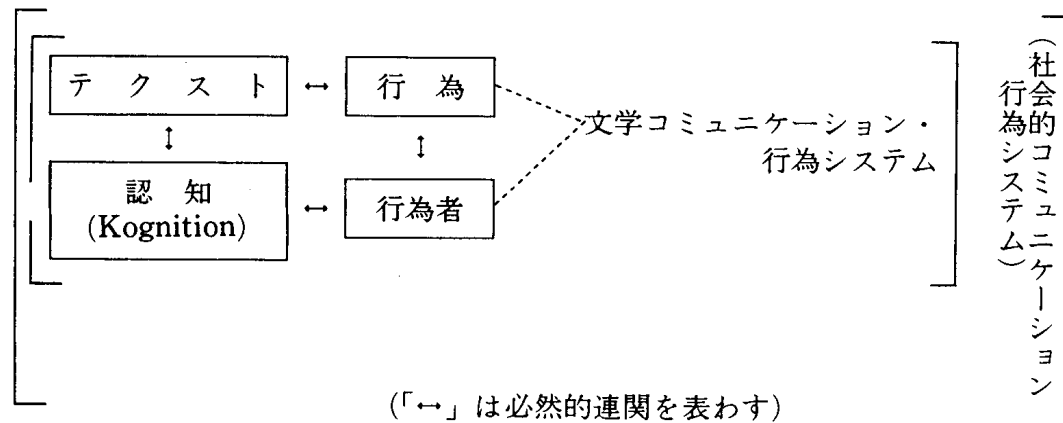 テクスト ↔ 行為
↕ ↕
認知
(Kognition) ↔ 行為者
文学コミュニケーション・
行為システム
(社会的コミュニケーション
行為システム)
(「↔」は必然的連関を表わす)